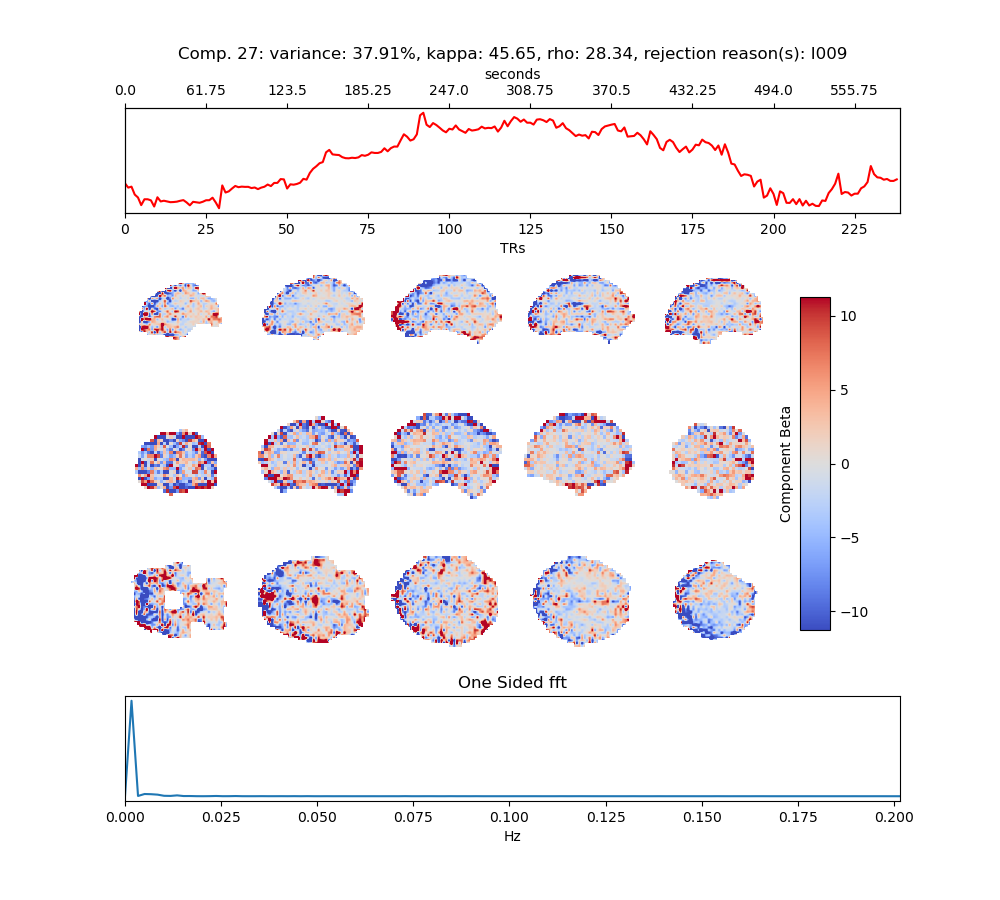 Comp. 27: variance: 37.91%, kappa: 45.65, rho: 28.34, rejection reason(s): I009
seconds
0.0 61.75 123.5 185.25 247.0 308.75 370.5 432.25 494.0 555.75
0 25 50 75 100 125 150 175 200 225
TRs
10
5
0
−5
−10
Component Beta
One Sided fft
0.000 0.025 0.050 0.075 0.100 0.125 0.150 0.175 0.200
Hz